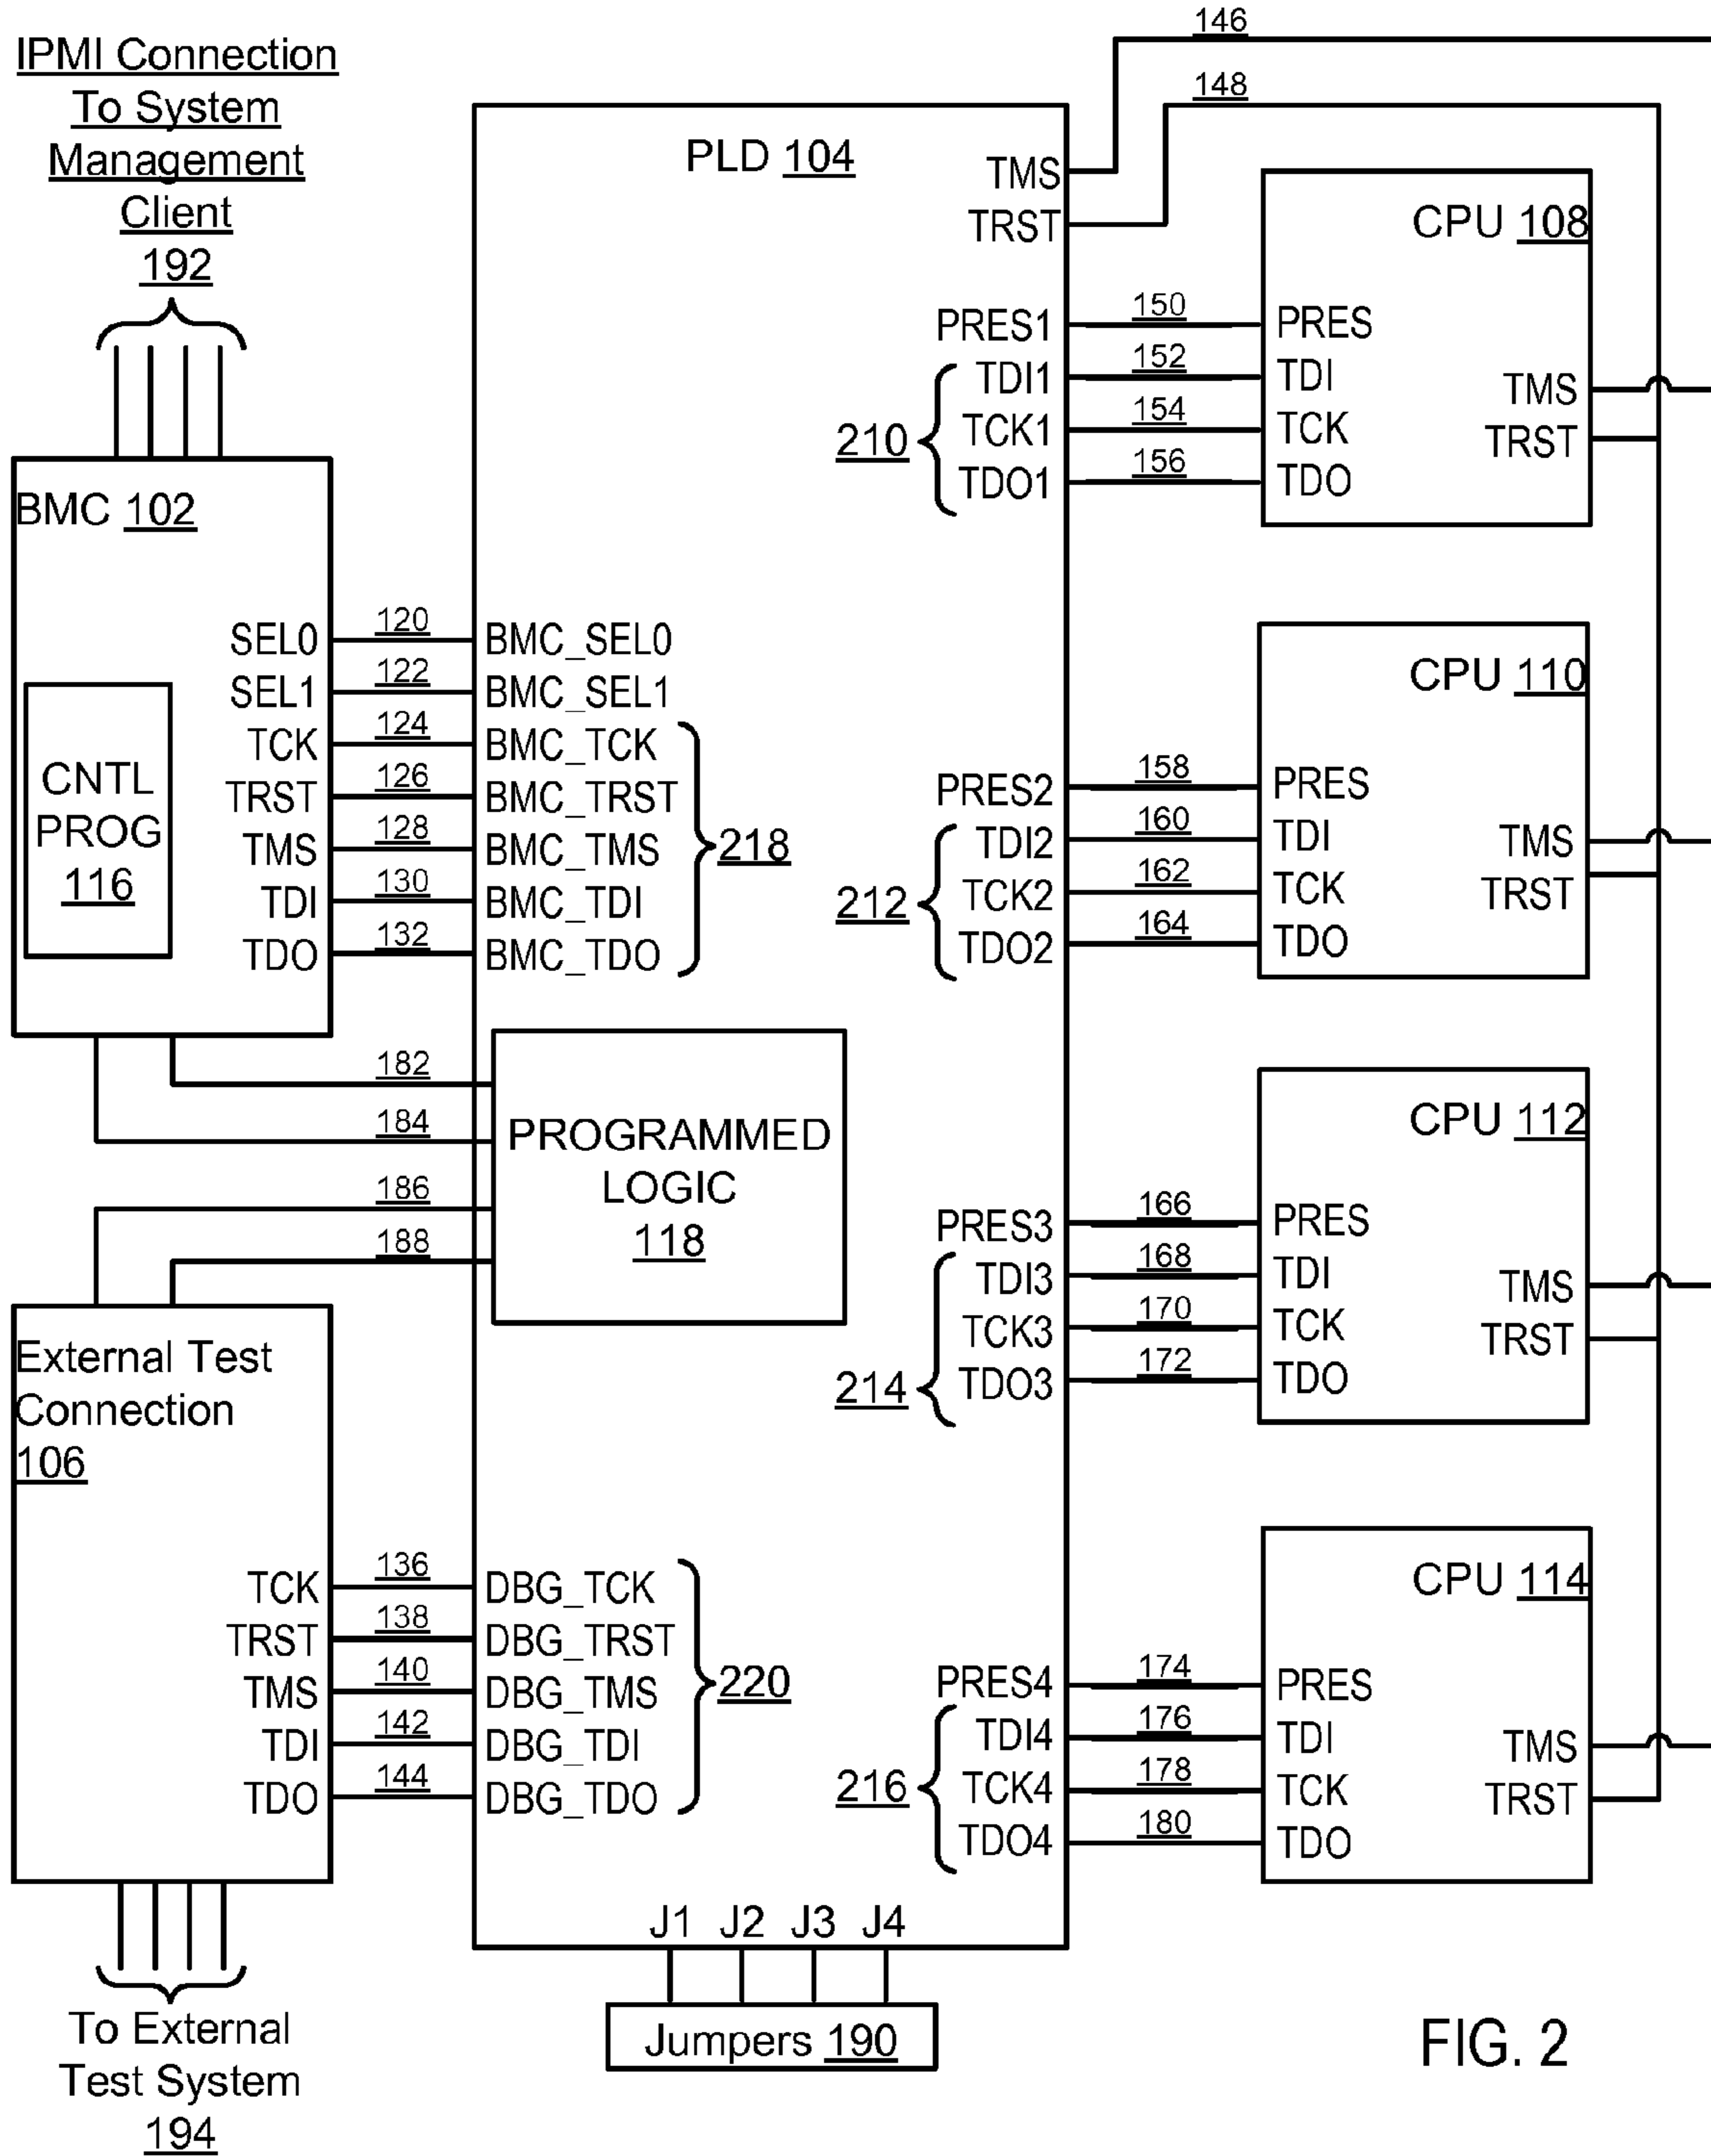 IPMI Connection
To System
Management
Client
192
BMC 102
SEL0
SEL1
TCK
TRST
TMS
TDI
TDO
CNTL
PROG
116
120
122
124
126
128
130
132
182
184
186
188
External Test
Connection
106
TCK
TRST
TMS
TDI
TDO
136
138
140
142
144
To External
Test System
194
PLD 104
BMC_SEL0
BMC_SEL1
BMC_TCK
BMC_TRST
BMC_TMS
BMC_TDI
BMC_TDO
218
PROGRAMMED
LOGIC
118
DBG_TCK
DBG_TRST
DBG_TMS
DBG_TDI
DBG_TDO
220
J1 J2 J3 J4
Jumpers 190
TMS
TRST
146
148
PRES1
TDI1
TCK1
TDO1
210
150
152
154
156
CPU 108
PRES
TDI
TCK
TDO
TMS
TRST
PRES2
TDI2
TCK2
TDO2
212
158
160
162
164
CPU 110
PRES
TDI
TCK
TDO
TMS
TRST
PRES3
TDI3
TCK3
TDO3
214
166
168
170
172
CPU 112
PRES
TDI
TCK
TDO
TMS
TRST
PRES4
TDI4
TCK4
TDO4
216
174
176
178
180
CPU 114
PRES
TDI
TCK
TDO
TMS
TRST
FIG. 2